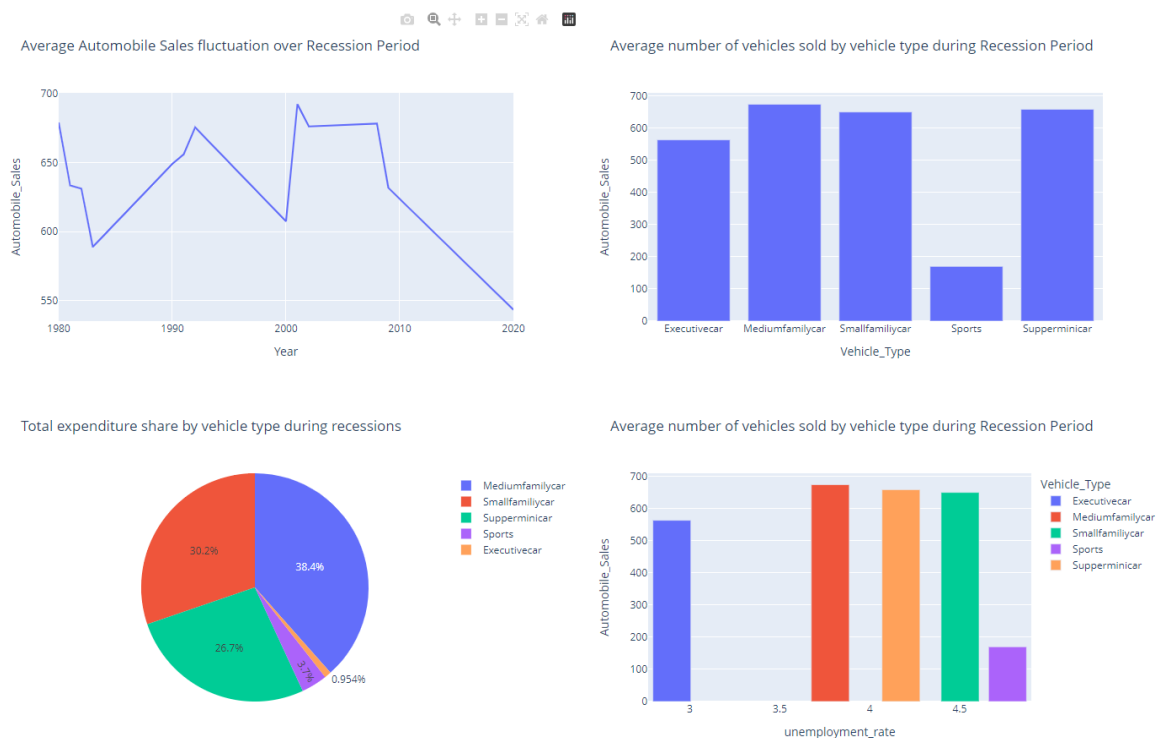 Average Automobile Sales fluctuation over Recession Period
700
650
600
550
Automobile_Sales
1980 1990 2000 2010 2020
Year
Average number of vehicles sold by vehicle type during Recession Period
700
600
500
400
300
200
100
0
Automobile_Sales
Executivecar Mediumfamilycar Smallfamiliycar Sports Supperminicar
Vehicle_Type
Total expenditure share by vehicle type during recessions
38.4%
30.2%
26.7%
3.7%
0.954%
Mediumfamilycar
Smallfamiliycar
Supperminicar
Sports
Executivecar
Average number of vehicles sold by vehicle type during Recession Period
700
600
500
400
300
200
100
0
Automobile_Sales
3 3.5 4 4.5
unemployment_rate
Vehicle_Type
Executivecar
Mediumfamilycar
Smallfamiliycar
Sports
Supperminicar